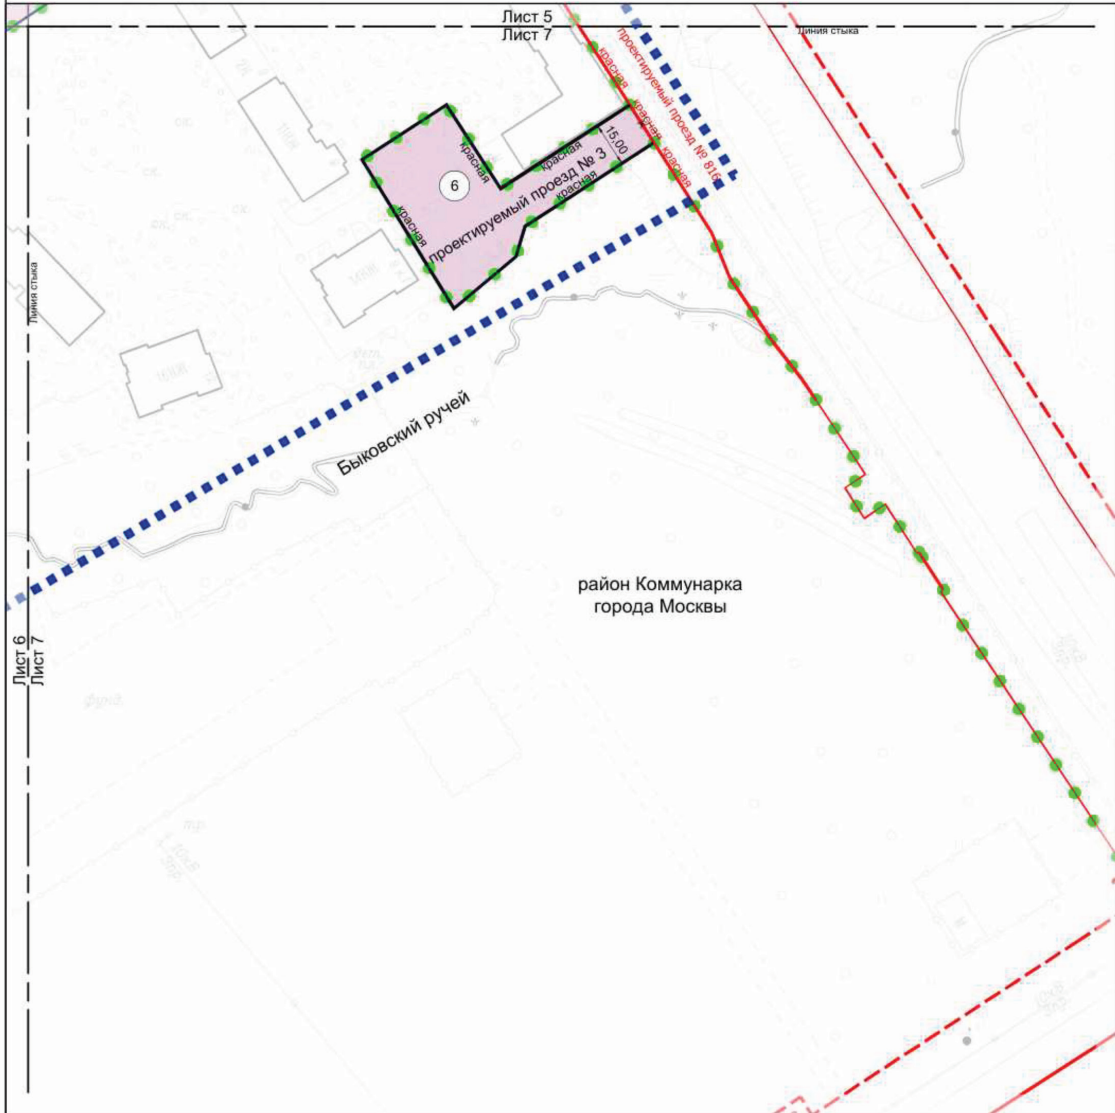 Лист 5
Лист 7
Линия стыка
проектируемый проезд № 816
красная
красная
красная
красная
15.00
красная
красная
проектируемый проезд № 3
красная
6
Линия стыка
Быковский ручей
район Коммунарка
города Москвы
Лист 6
Лист 7
фунд.